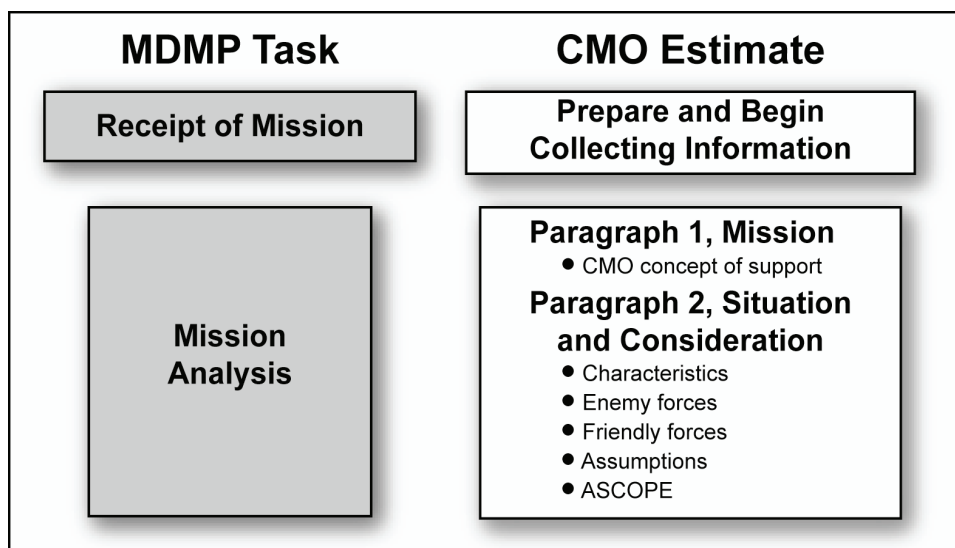 MDMP Task
CMO Estimate
Receipt of Mission
Prepare and Begin
Collecting Information
Mission
Analysis
Paragraph 1, Mission
● CMO concept of support
Paragraph 2, Situation
and Consideration
● Characteristics
● Enemy forces
● Friendly forces
● Assumptions
● ASCOPE